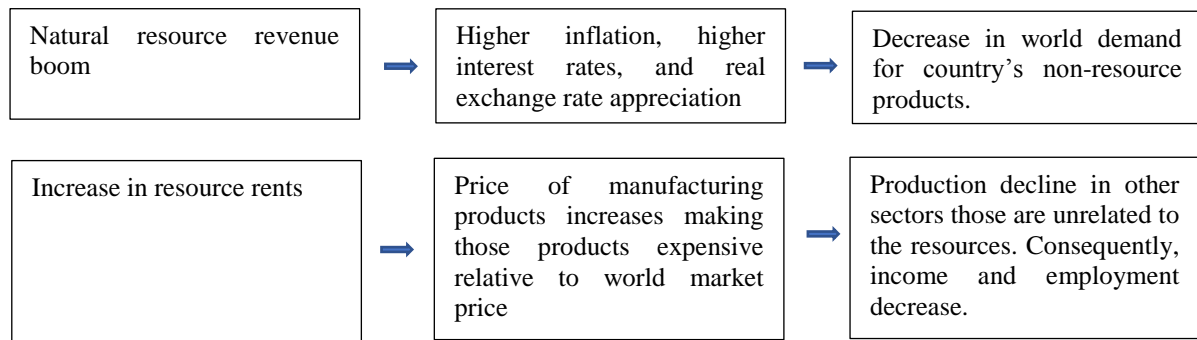 Natural resource revenue
boom
Higher inflation, higher
interest rates, and real
exchange rate appreciation
Decrease in world demand
for country’s non-resource
products.
Increase in resource rents
Price of manufacturing
products increases making
those products expensive
relative to world market
price
Production decline in other
sectors those are unrelated to
the resources. Consequently,
income and employment
decrease.